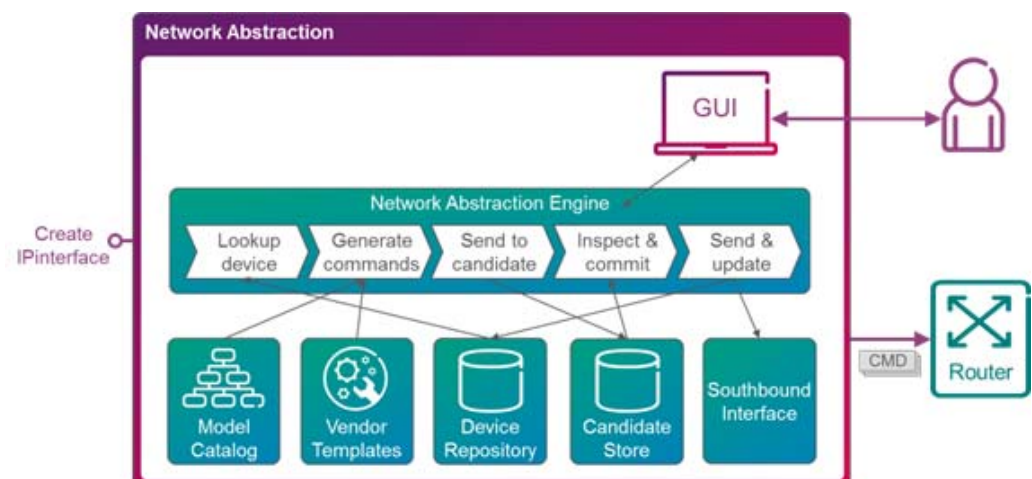 Network Abstraction
GUI
Network Abstraction Engine
Create
IPinterface
Lookup
device
Generate
commands
Send to
candidate
Inspect &
commit
Send &
update
CMD
Router
Model
Catalog
Vendor
Templates
Device
Repository
Candidate
Store
Southbound
Interface